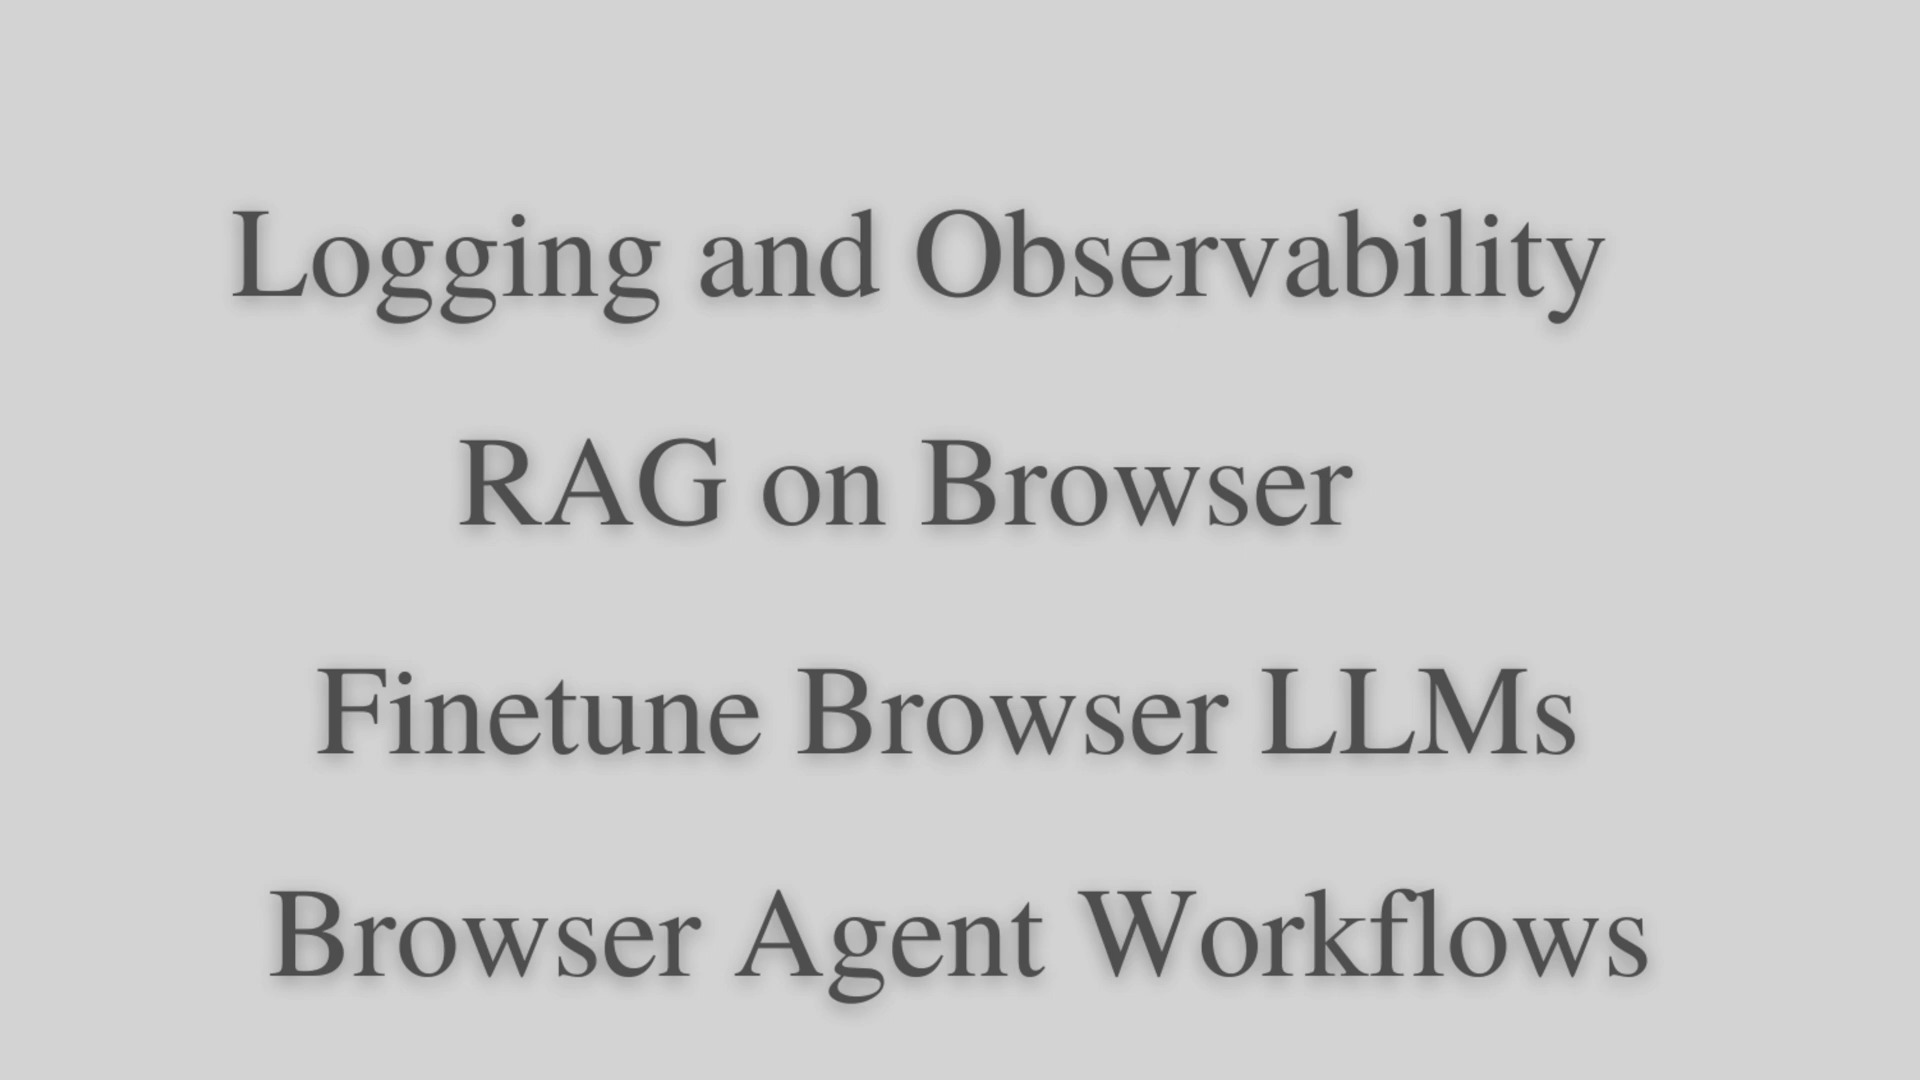 Logging and Observability
RAG on Browser
Finetune Browser LLMs
Browser Agent Workflows